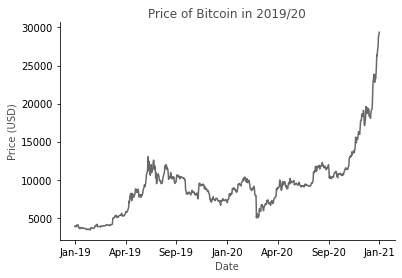 Price of Bitcoin in 2019/20
Price (USD)
30000
25000
20000
15000
10000
5000
Jan-19 Apr-19 Sep-19 Jan-20 Apr-20 Sep-20 Jan-21
Date